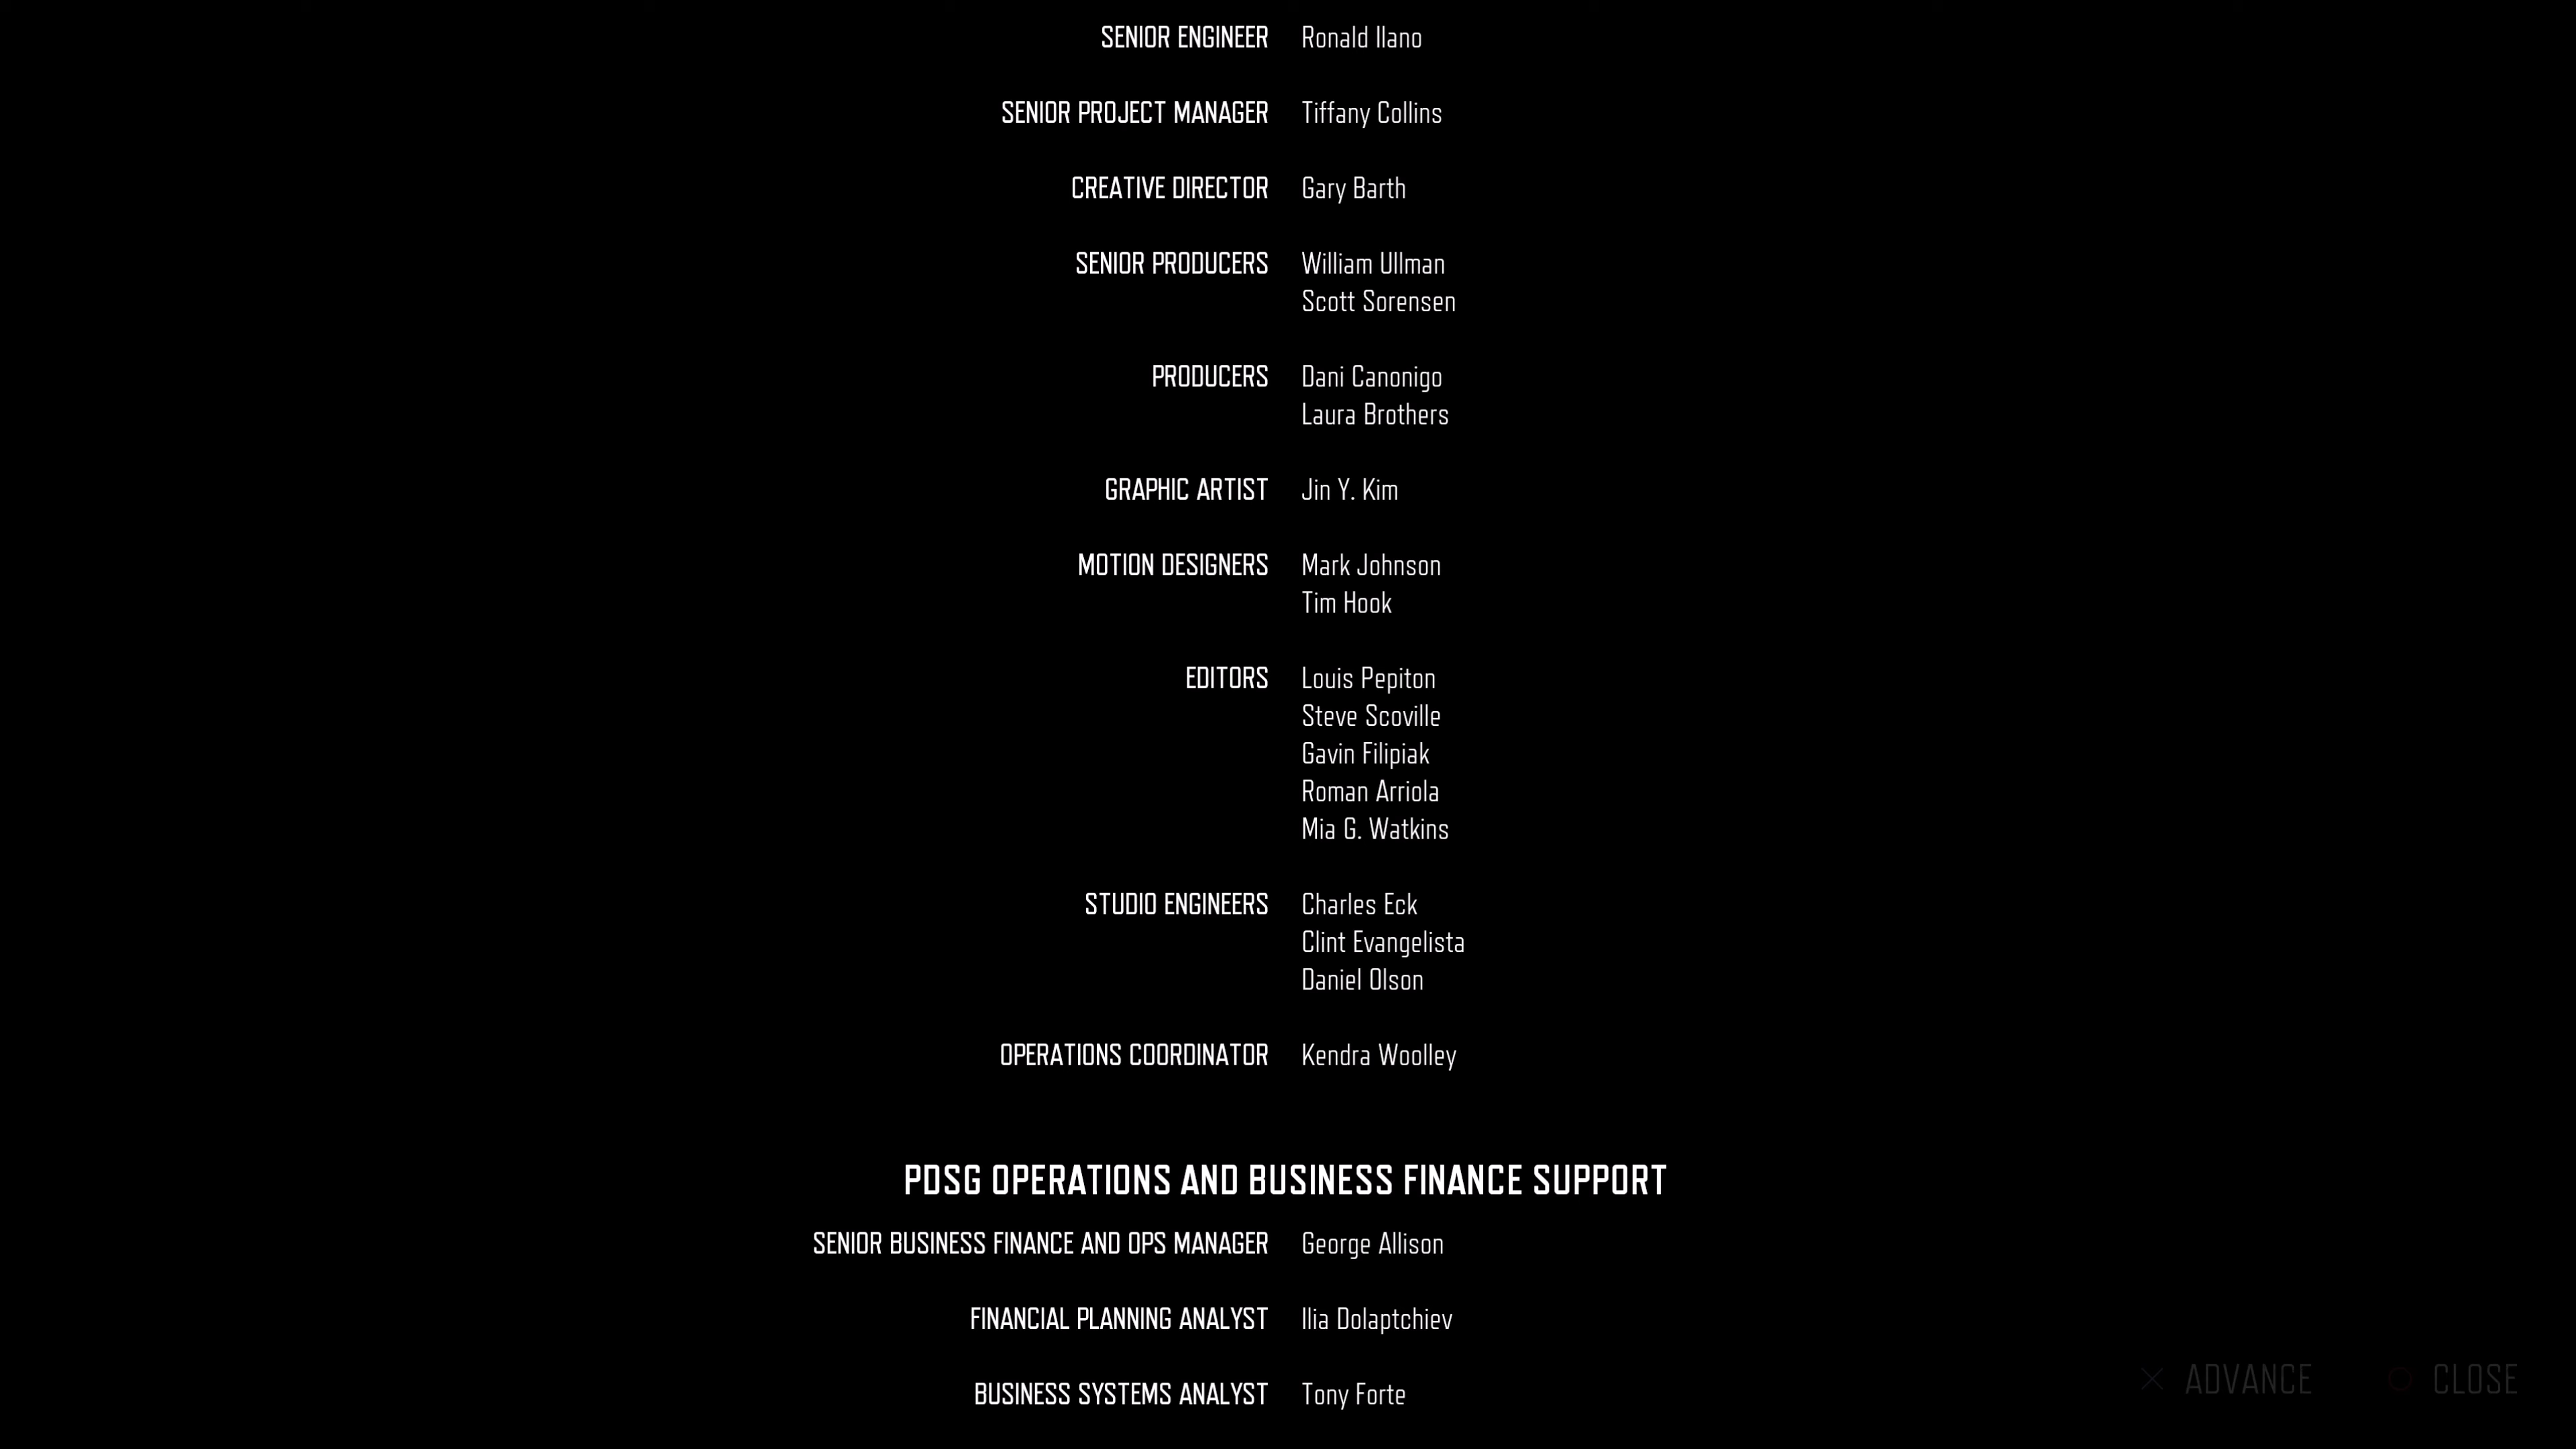 SENIOR ENGINEER Ronald Ilano
SENIOR PROJECT MANAGER Tiffany Collins
CREATIVE DIRECTOR Gary Barth
SENIOR PRODUCERS William Ullman
Scott Sorensen
PRODUCERS Dani Canonigo
Laura Brothers
GRAPHIC ARTIST Jin Y. Kim
MOTION DESIGNERS Mark Johnson
Tim Hook
EDITORS Louis Pepiton
Steve Scoville
Gavin Filipiak
Roman Arriola
Mia G. Watkins
STUDIO ENGINEERS Charles Eck
Clint Evangelista
Daniel Olson
OPERATIONS COORDINATOR Kendra Woolley
PDSG OPERATIONS AND BUSINESS FINANCE SUPPORT
SENIOR BUSINESS FINANCE AND OPS MANAGER George Allison
FINANCIAL PLANNING ANALYST Ilia Dolaptchiev
BUSINESS SYSTEMS ANALYST Tony Forte
ADVANCE CLOSE